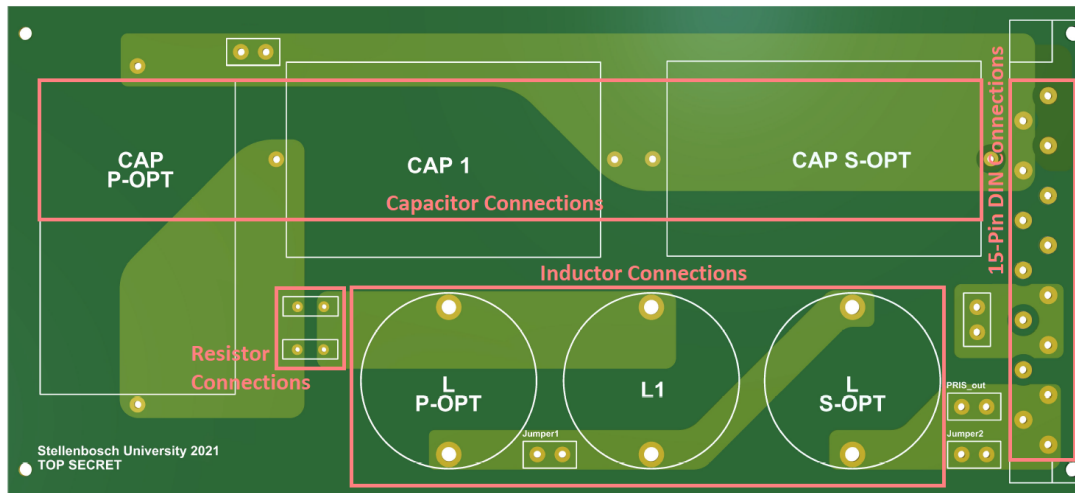 CAP
P-OPT
CAP 1
CAP S-OPT
Capacitor Connections
15-Pin DIN Connections
Inductor Connections
Resistor
Connections
L
P-OPT
L1
L
S-OPT
PRIS_out
Jumper1
Jumper2
Stellenbosch University 2021
TOP SECRET